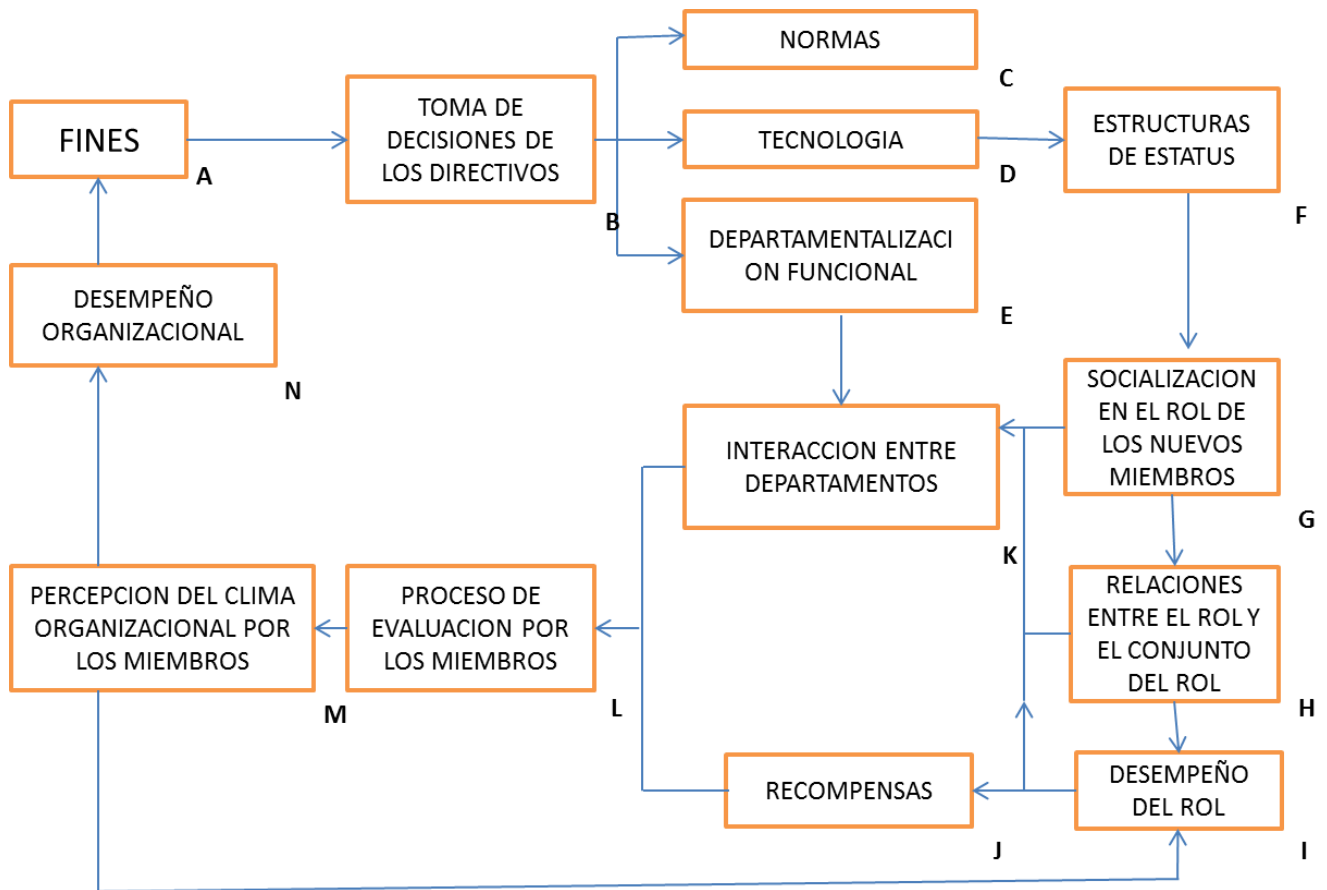 NORMAS
C
FINES
A
TOMA DE
DECISIONES DE
LOS DIRECTIVOS
B
TECNOLOGIA
D
ESTRUCTURAS
DE ESTATUS
F
DEPARTAMENTALIZACI
ON FUNCIONAL
E
DESEMPEÑO
ORGANIZACIONAL
N
INTERACCION ENTRE
DEPARTAMENTOS
K
SOCIALIZACION
EN EL ROL DE
LOS NUEVOS
MIEMBROS
G
PERCEPCION DEL CLIMA
ORGANIZACIONAL POR
LOS MIEMBROS
M
PROCESO DE
EVALUACION POR
LOS MIEMBROS
L
RELACIONES
ENTRE EL ROL Y
EL CONJUNTO
DEL ROL
H
RECOMPENSAS
J
DESEMPEÑO
DEL ROL
I